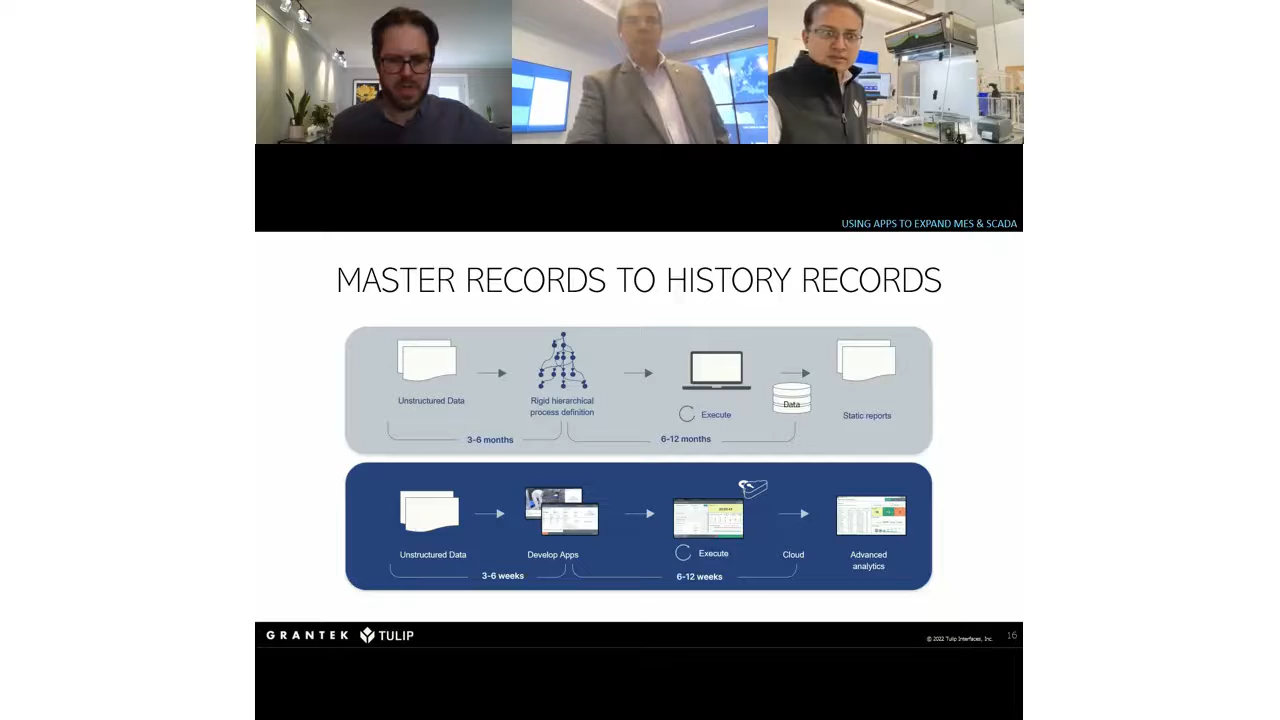 USING APPS TO EXPAND MES & SCADA
MASTER RECORDS TO HISTORY RECORDS
Unstructured Data
Rigid hierarchical
process definition
Execute
Data
Static reports
3-6 months
6-12 months
Unstructured Data
Develop Apps
Execute
Cloud
Advanced
analytics
3-6 weeks
6-12 weeks
GRANTEK TULIP
© 2022 Tulip Interfaces, Inc. 16